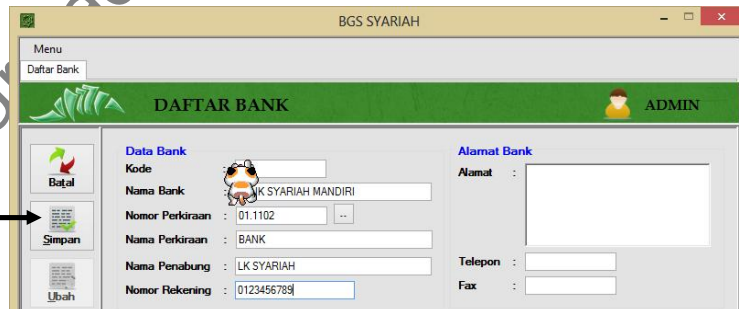 BGS SYARIAH
Menu
Daftar Bank
DAFTAR BANK
ADMIN
Batal
Simpan
Ubah
Data Bank
Kode
Nama Bank : SYARIAH MANDIRI
Nomor Perkiraan : 01.1102 ...
Nama Perkiraan : BANK
Nama Penabung : LK SYARIAH
Nomor Rekening : 0123456789
Alamat Bank
Alamat :
Telepon :
Fax :